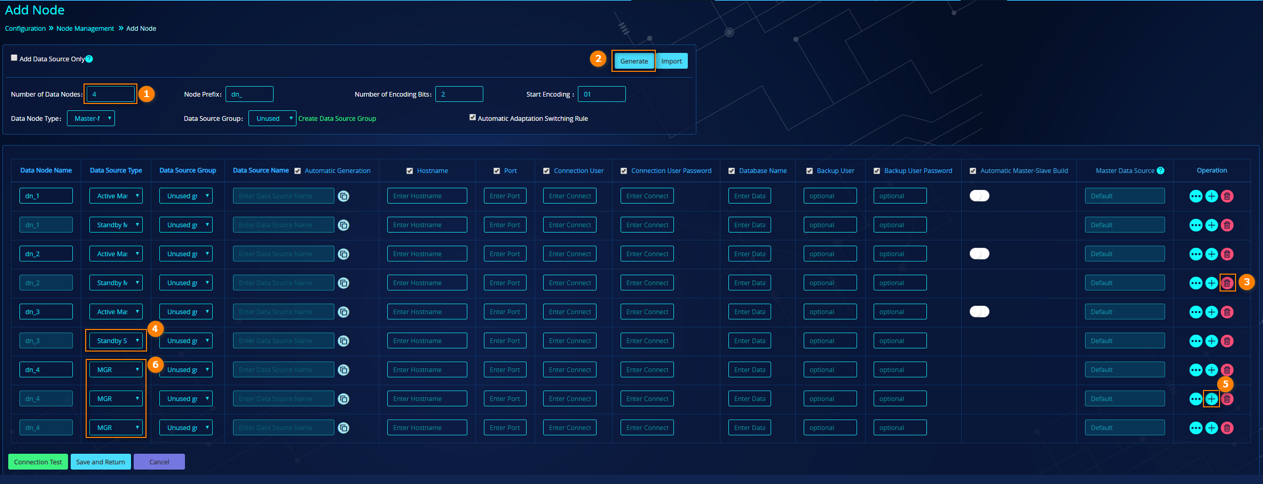 Add Node
Configuration » Node Management » Add Node
Add Data Source Only ?
2 Generate Import
Number of Data Nodes: 4 1 Node Prefix: dn_ Number of Encoding Bits: 2 Start Encoding : 01
Data Node Type: Master-M Data Source Group: Unused Create Data Source Group Automatic Adaptation Switching Rule
Data Node Name Data Source Type Data Source Group Data Source Name Automatic Generation Hostname Port Connection User Connection User Password Database Name Backup User Backup User Password Automatic Master-Slave Build Master Data Source ? Operation
dn_1 Active Ma: Unused gr Enter Data Source Name Enter Hostname Enter Port Enter Connect Enter Connect Enter Data optional optional Default
dn_1 Standby M Unused gr Enter Data Source Name Enter Hostname Enter Port Enter Connect Enter Connect Enter Data optional optional Default
dn_2 Active Ma: Unused gr Enter Data Source Name Enter Hostname Enter Port Enter Connect Enter Connect Enter Data optional optional Default
dn_2 Standby M Unused gr Enter Data Source Name Enter Hostname Enter Port Enter Connect Enter Connect Enter Data optional optional Default 3
dn_3 Active Ma: Unused gr Enter Data Source Name Enter Hostname Enter Port Enter Connect Enter Connect Enter Data optional optional Default
dn_3 Standby S 4 Unused gr Enter Data Source Name Enter Hostname Enter Port Enter Connect Enter Connect Enter Data optional optional Default
dn_4 MGR 6 Unused gr Enter Data Source Name Enter Hostname Enter Port Enter Connect Enter Connect Enter Data optional optional Default
dn_4 MGR Unused gr Enter Data Source Name Enter Hostname Enter Port Enter Connect Enter Connect Enter Data optional optional Default 5
dn_4 MGR Unused gr Enter Data Source Name Enter Hostname Enter Port Enter Connect Enter Connect Enter Data optional optional Default
Connection Test Save and Return Cancel